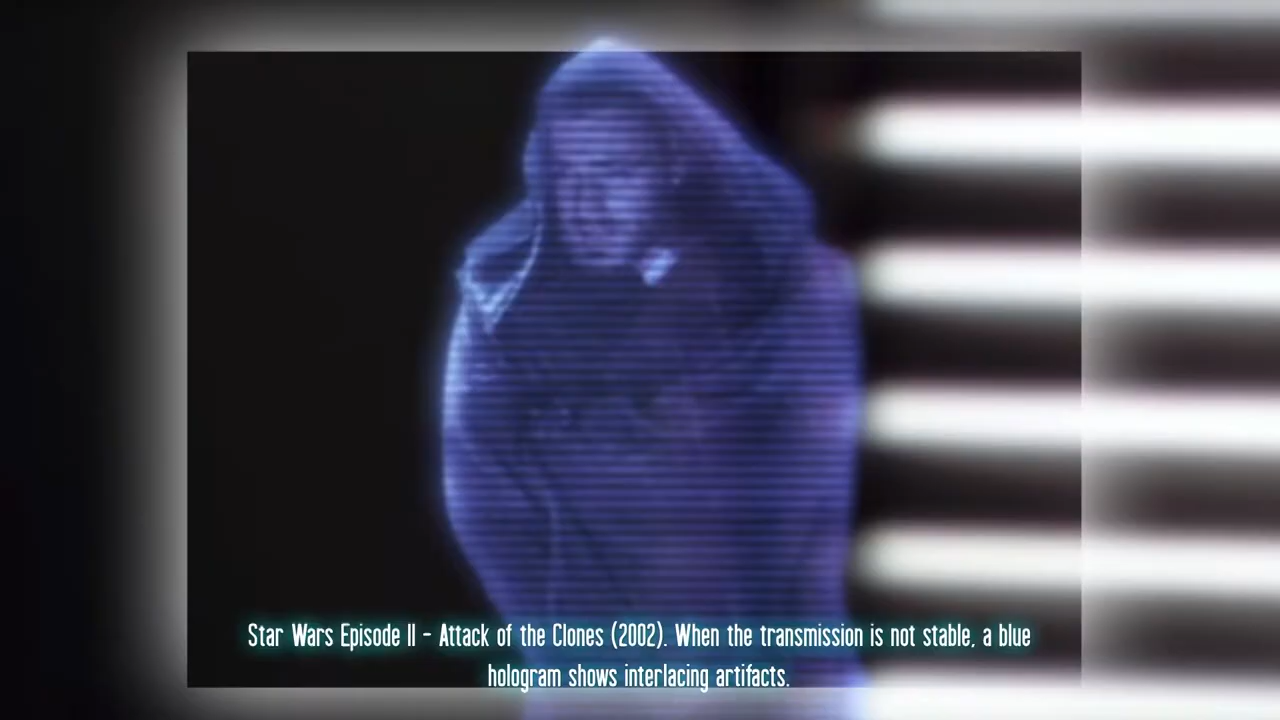 Star Wars Episode II - Attack of the Clones (2002). When the transmission is not stable, a blue
hologram shows interlacing artifacts.